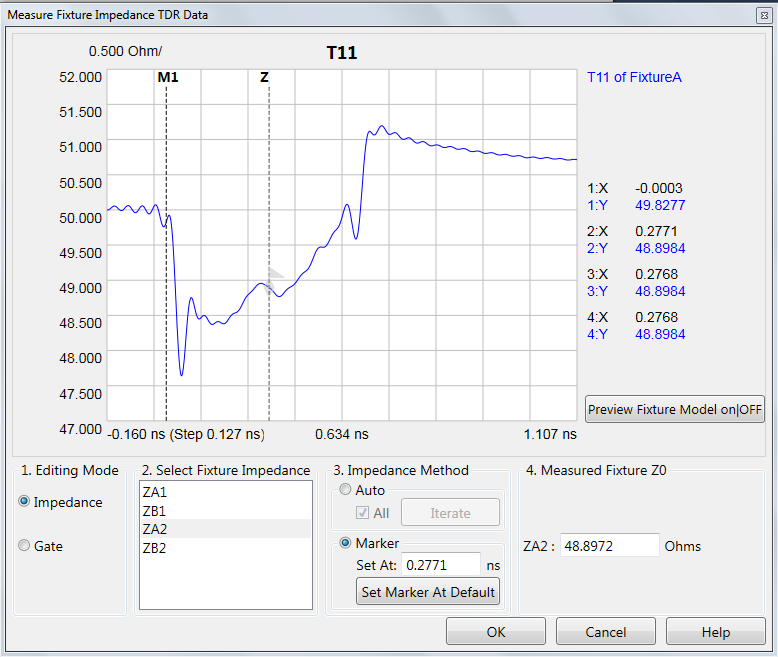 Measure Fixture Impedance TDR Data
0.500 Ohm/
T11
52.000
M1
Z
T11 of FixtureA
51.500
51.000
50.500
50.000
49.500
49.000
48.500
48.000
47.500
47.000
1:X -0.0003
1:Y 49.8277
2:X 0.2771
2:Y 48.8984
3:X 0.2768
3:Y 48.8984
4:X 0.2768
4:Y 48.8984
Preview Fixture Model on|OFF
-0.160 ns (Step 0.127 ns) 0.634 ns 1.107 ns
1. Editing Mode
Impedance
Gate
2. Select Fixture Impedance
ZA1
ZB1
ZA2
ZB2
3. Impedance Method
Auto
All Iterate
Marker
Set At: 0.2771 ns
Set Marker At Default
4. Measured Fixture Z0
ZA2 : 48.8972 Ohms
OK Cancel Help